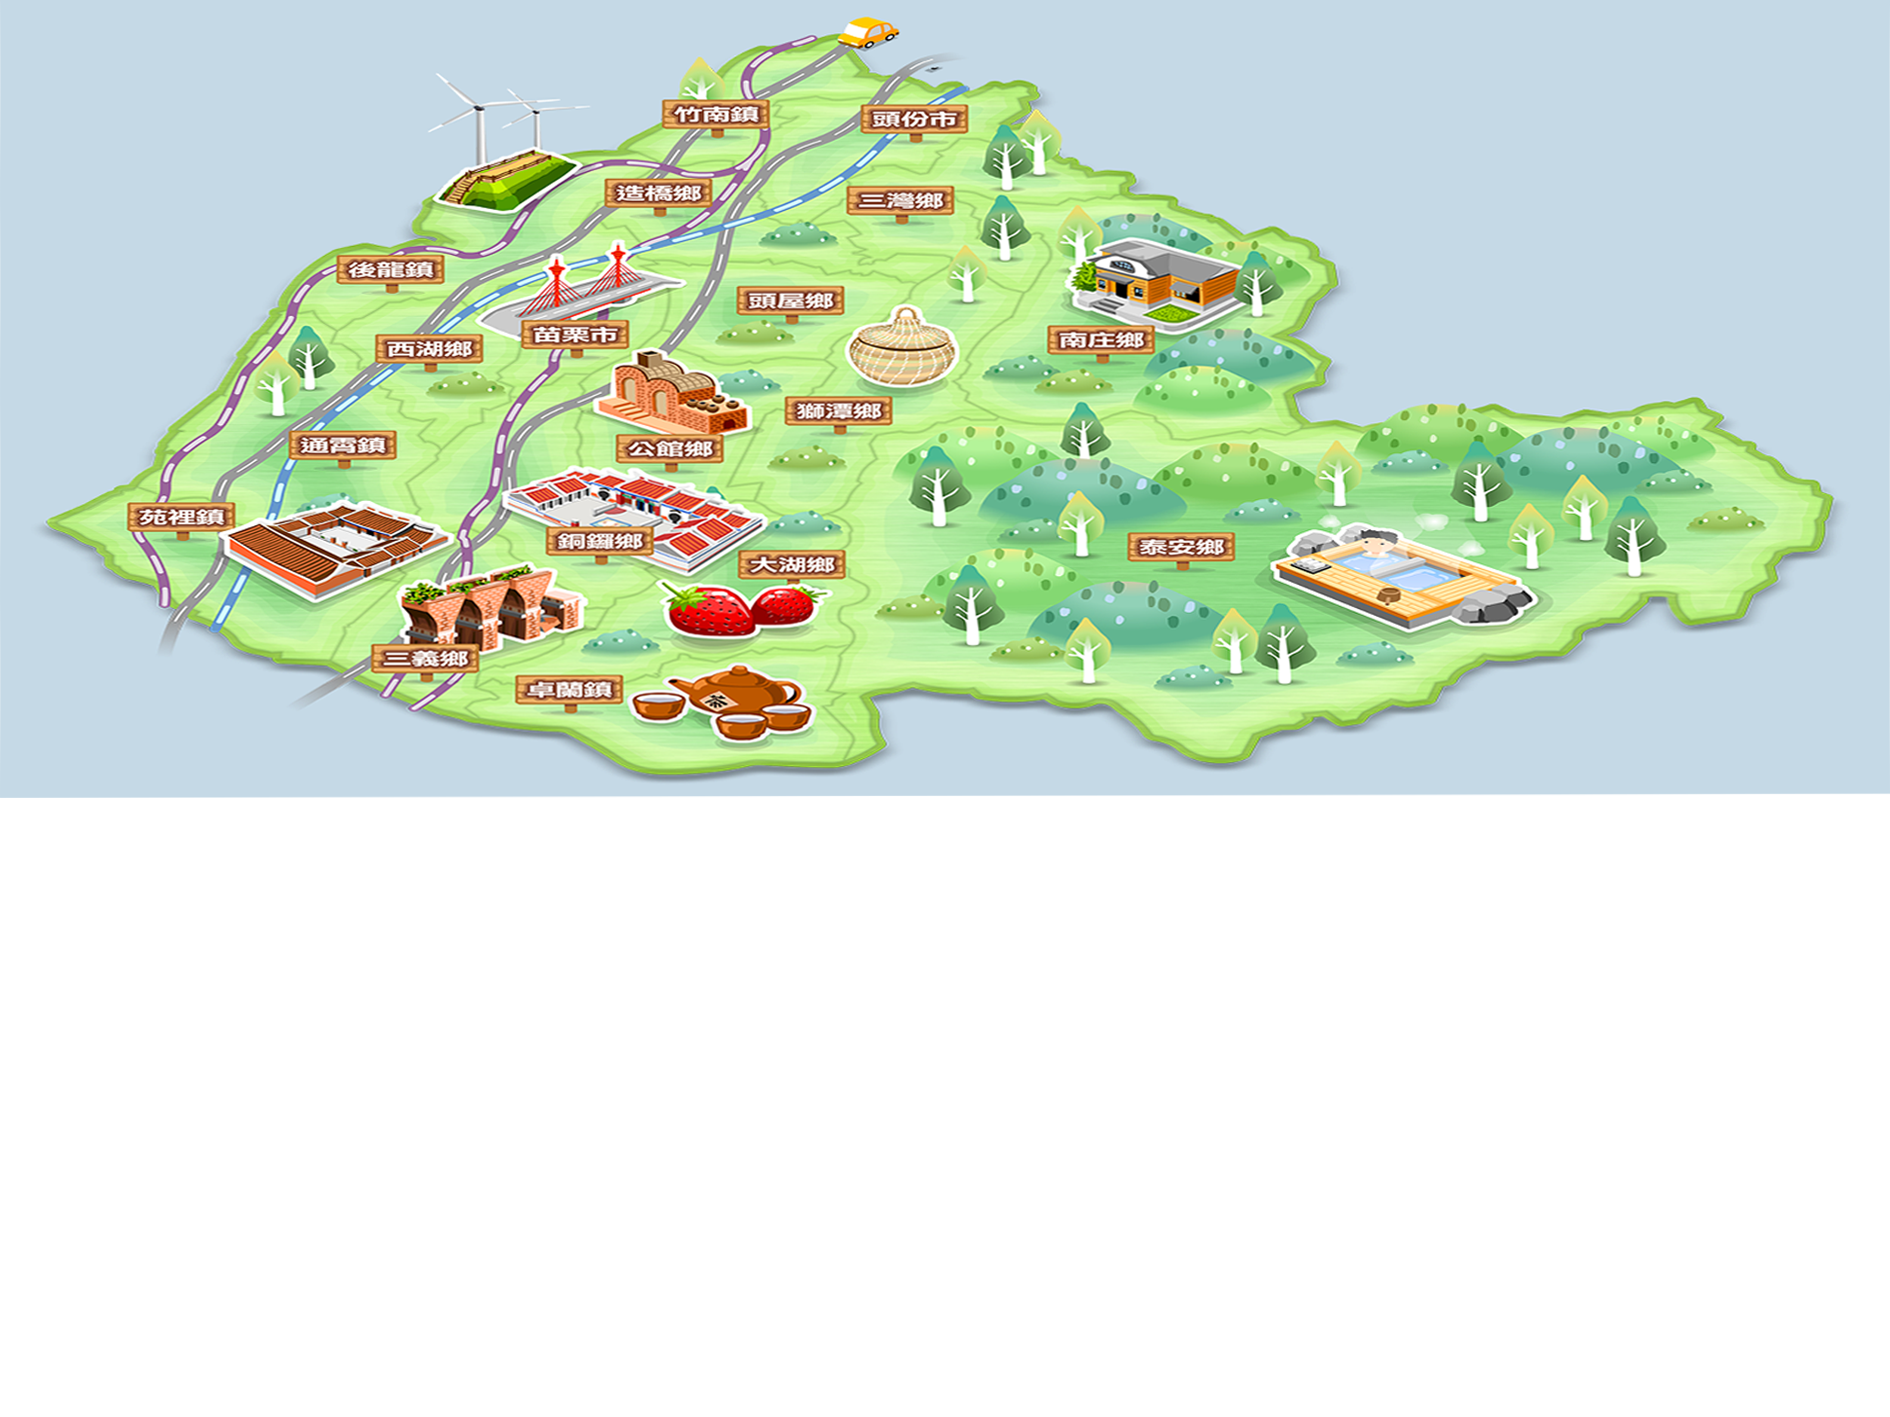 竹南鎮
頭份市
造橋鄉
三灣鄉
後龍鎮
頭屋鄉
苗栗市
南庄鄉
西湖鄉
獅潭鄉
通霄鎮
公館鄉
苑裡鎮
銅鑼鄉
泰安鄉
大湖鄉
三義鄉
卓蘭鎮
茶